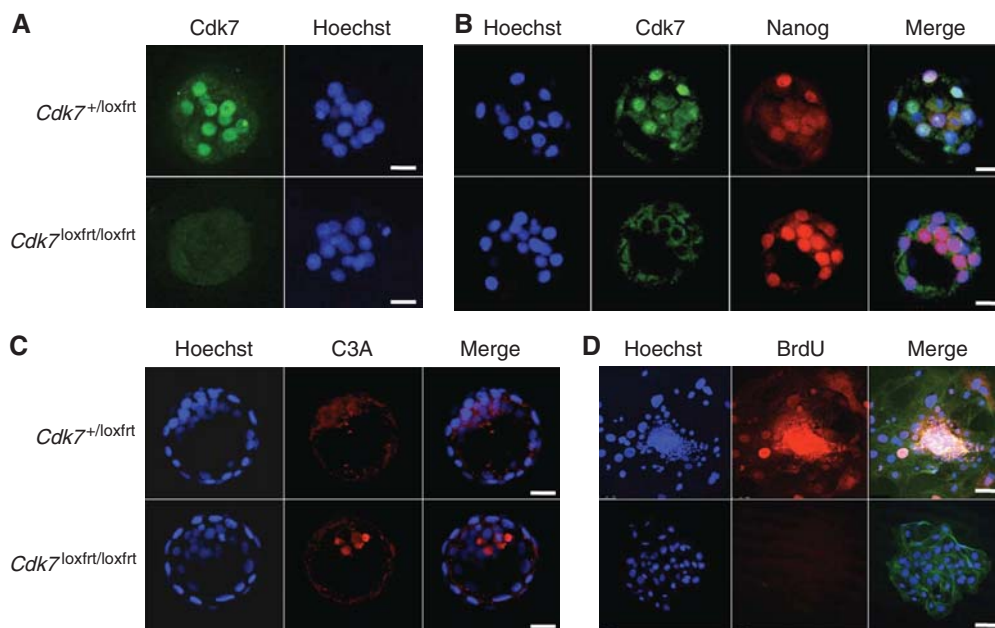 A
Cdk7 Hoechst
Cdk7+/loxfrt
Cdk7loxfrt/loxfrt
B
Hoechst Cdk7 Nanog Merge
C
Hoechst C3A Merge
Cdk7+/loxfrt
Cdk7loxfrt/loxfrt
D
Hoechst BrdU Merge